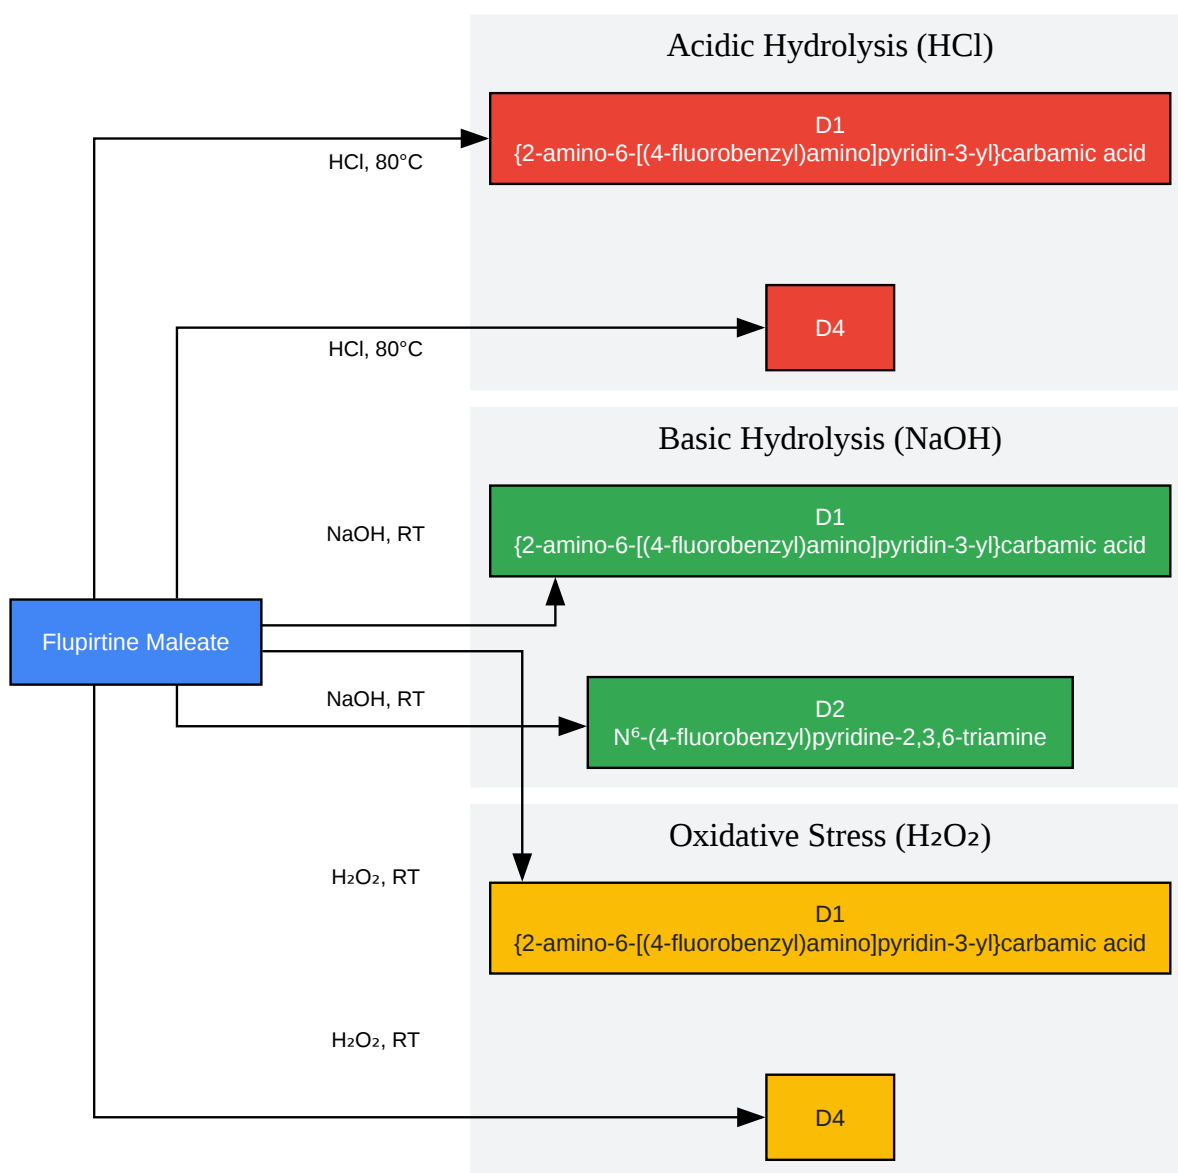 Acidic Hydrolysis (HCl)
D1
{2-amino-6-[(4-fluorobenzyl)amino]pyridin-3-yl}carbamic acid
HCl, 80°C
D4
HCl, 80°C
Basic Hydrolysis (NaOH)
D1
{2-amino-6-[(4-fluorobenzyl)amino]pyridin-3-yl}carbamic acid
NaOH, RT
Flupirtine Maleate
NaOH, RT
D2
N⁶-(4-fluorobenzyl)pyridine-2,3,6-triamine
Oxidative Stress (H₂O₂)
H₂O₂, RT
D1
{2-amino-6-[(4-fluorobenzyl)amino]pyridin-3-yl}carbamic acid
H₂O₂, RT
D4